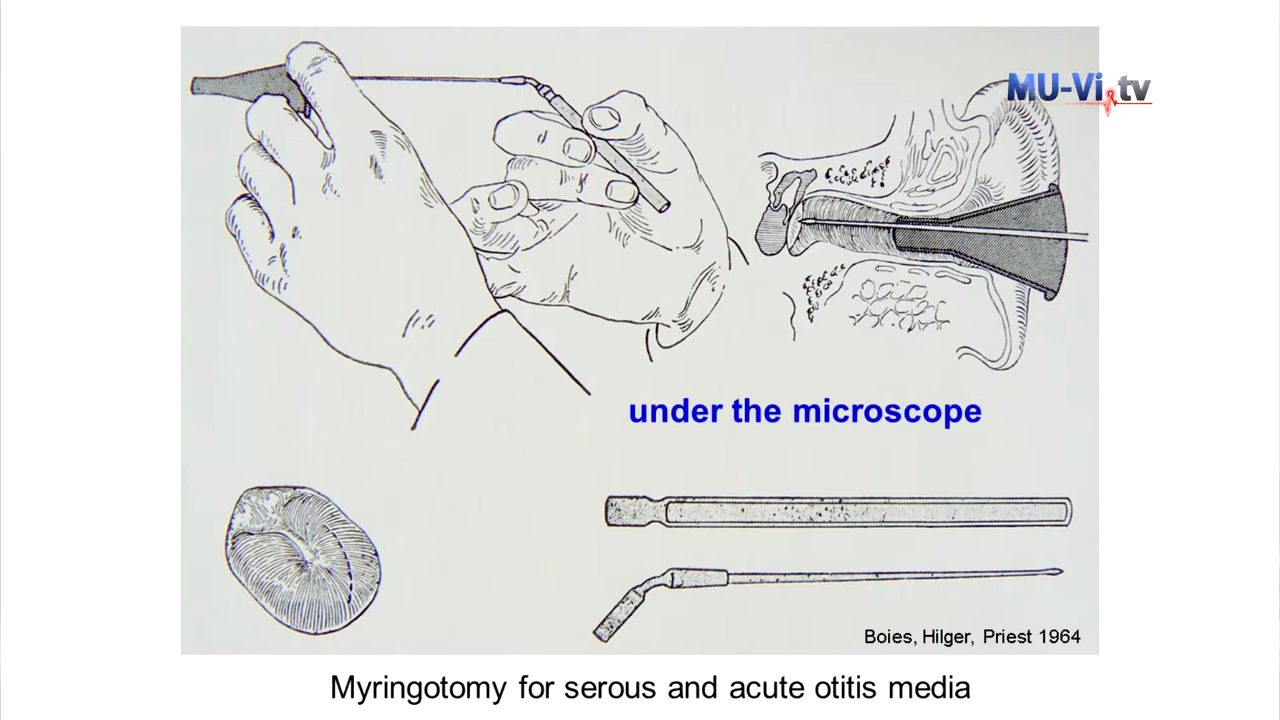 MU-Vi.tv
under the microscope
Boies, Hilger, Priest 1964
Myringotomy for serous and acute otitis media